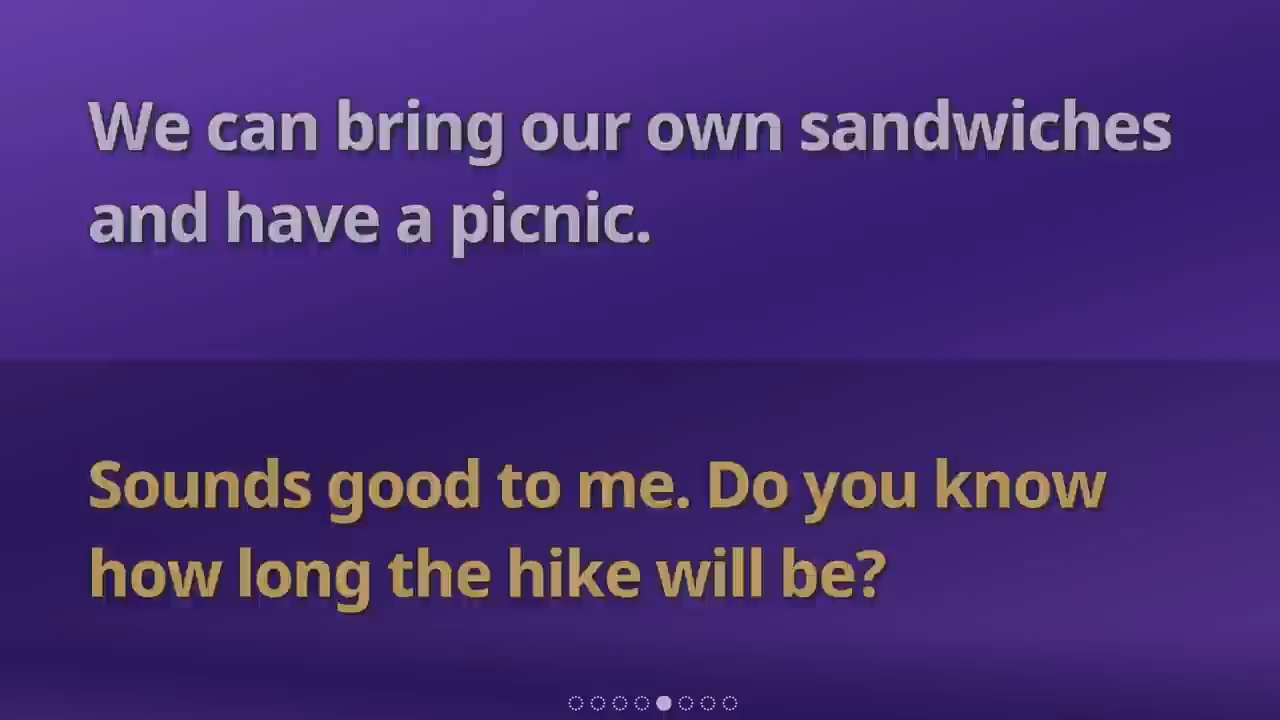 We can bring our own sandwiches
and have a picnic.
Sounds good to me. Do you know
how long the hike will be?